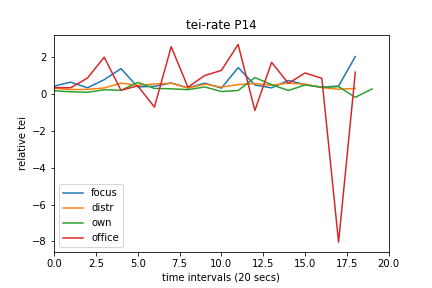 tei-rate P14
relative tei
2
0
−2
−4
−6
−8
focus
distr
own
office
0.0 2.5 5.0 7.5 10.0 12.5 15.0 17.5 20.0
time intervals (20 secs)